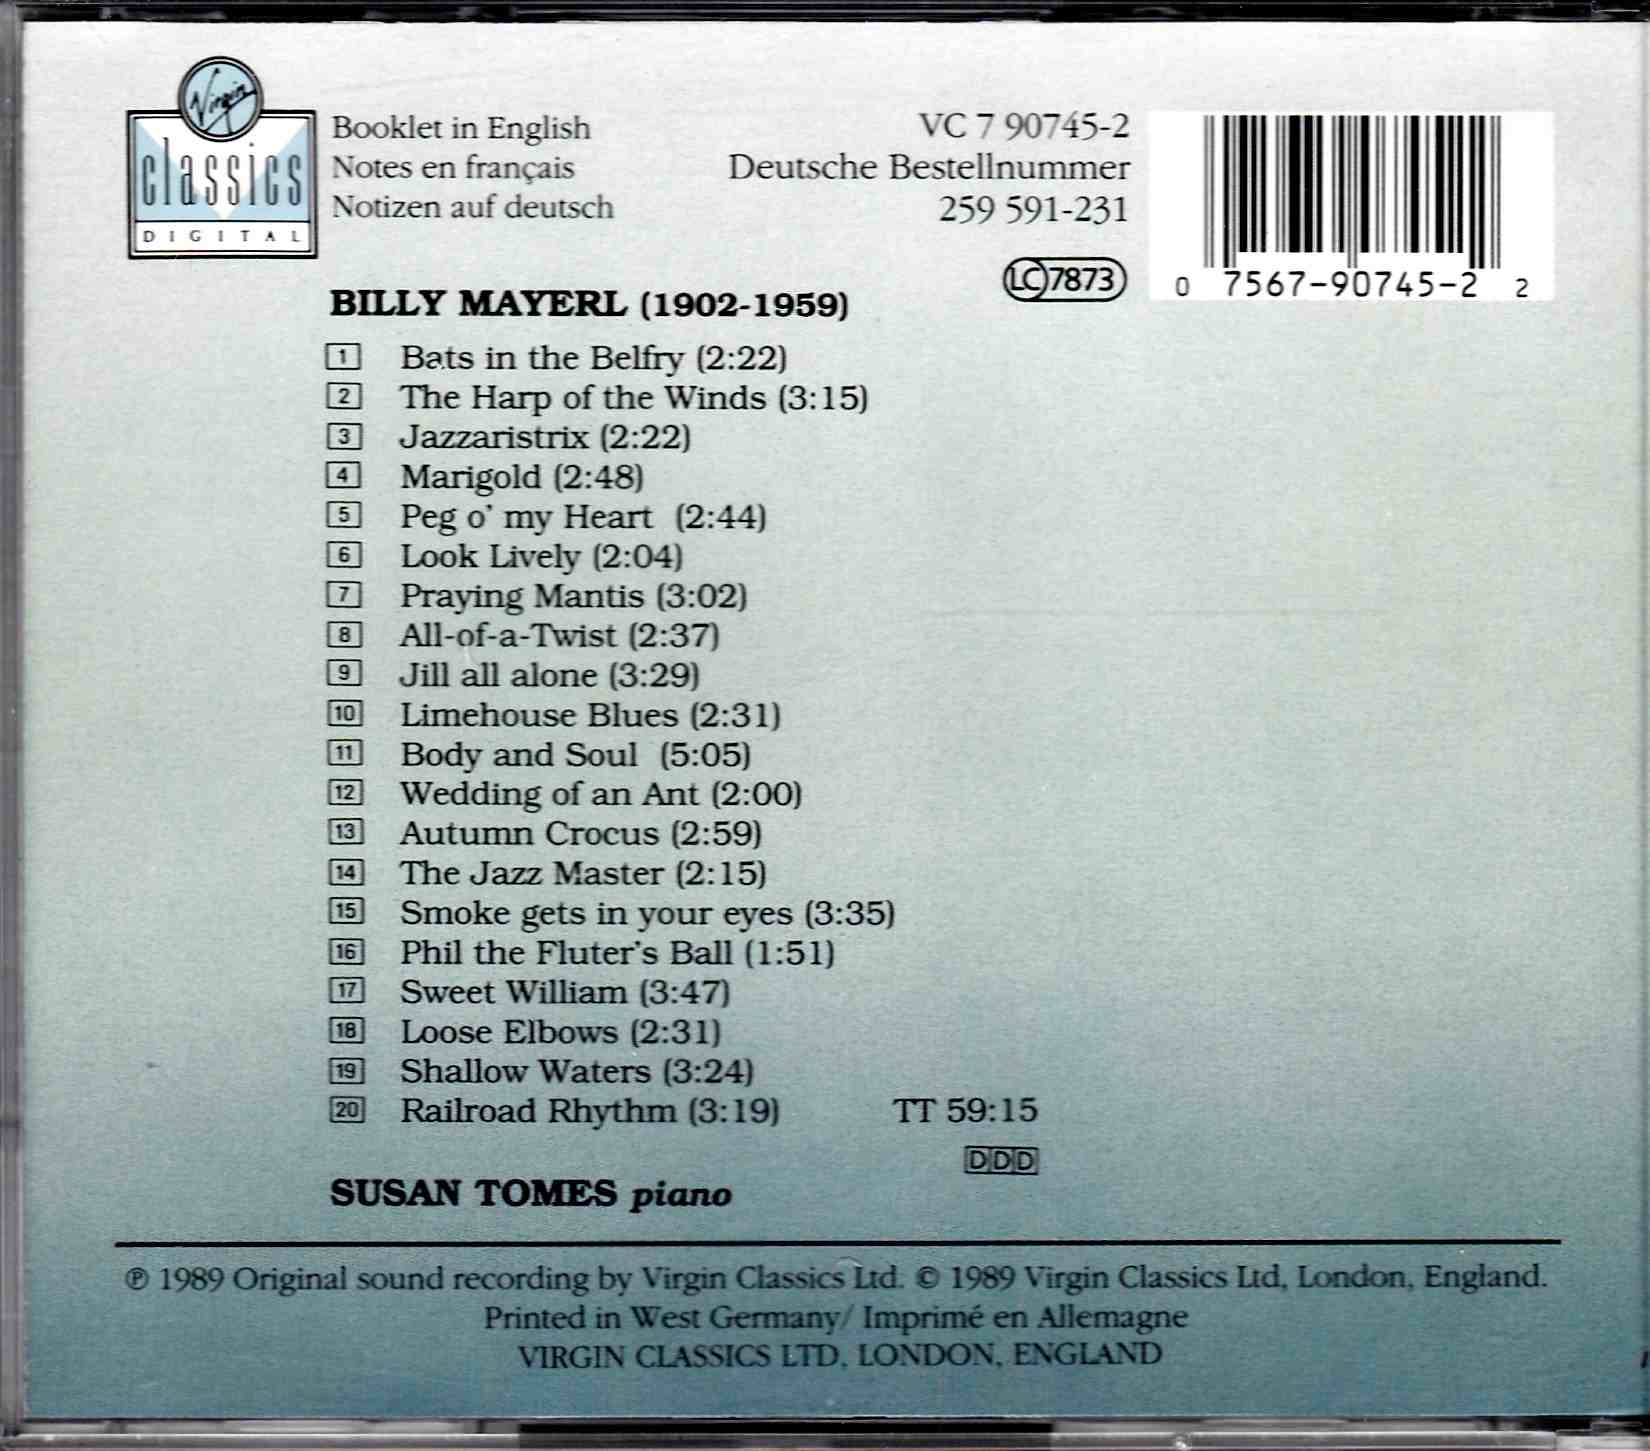 Virgin
classics
DIGITAL
Booklet in English
Notes en français
Notizen auf deutsch
VC 7 90745-2
Deutsche Bestellnummer
259 591-231
LC 7873
0 7567-90745-2 2
BILLY MAYERL (1902-1959)
1 Bats in the Belfry (2:22)
2 The Harp of the Winds (3:15)
3 Jazzaristrix (2:22)
4 Marigold (2:48)
5 Peg o' my Heart (2:44)
6 Look Lively (2:04)
7 Praying Mantis (3:02)
8 All-of-a-Twist (2:37)
9 Jill all alone (3:29)
10 Limehouse Blues (2:31)
11 Body and Soul (5:05)
12 Wedding of an Ant (2:00)
13 Autumn Crocus (2:59)
14 The Jazz Master (2:15)
15 Smoke gets in your eyes (3:35)
16 Phil the Fluter's Ball (1:51)
17 Sweet William (3:47)
18 Loose Elbows (2:31)
19 Shallow Waters (3:24)
20 Railroad Rhythm (3:19) TT 59:15
DDD
SUSAN TOMES piano
℗ 1989 Original sound recording by Virgin Classics Ltd. © 1989 Virgin Classics Ltd, London, England.
Printed in West Germany/ Imprimé en Allemagne
VIRGIN CLASSICS LTD, LONDON, ENGLAND